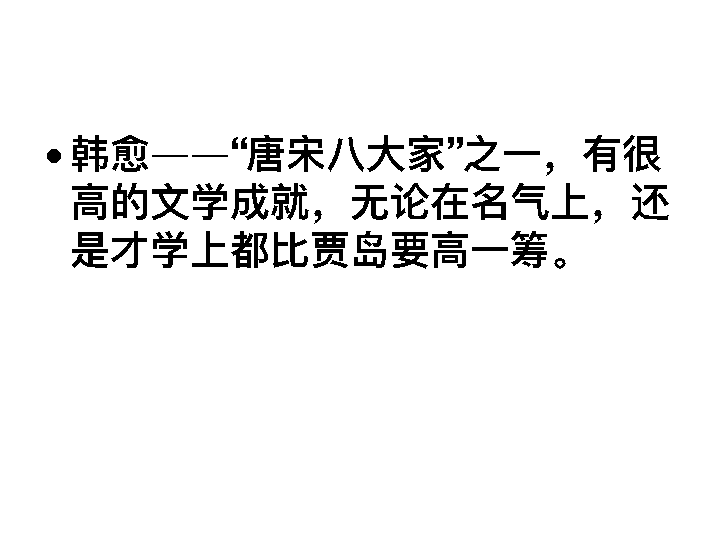 •韩愈——“唐宋八大家”之一，有很
高的文学成就，无论在名气上，还
是才学上都比贾岛要高一筹。